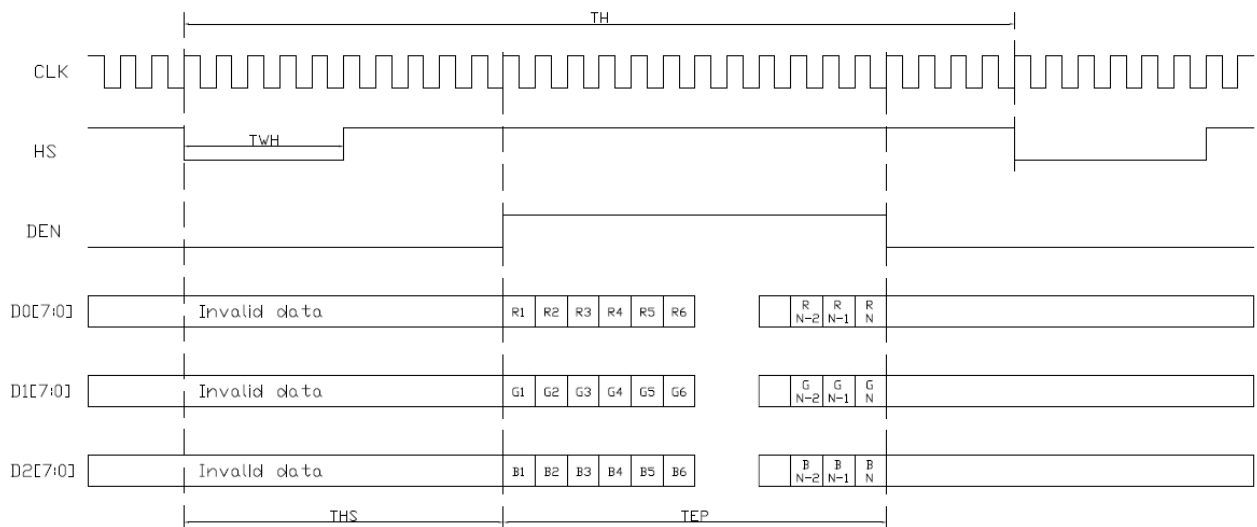 TH
CLK
HS
TWH
DEN
D0[7:0] Invalid data R1 R2 R3 R4 R5 R6 R N-2 R N-1 R N
D1[7:0] Invalid data G1 G2 G3 G4 G5 G6 G N-2 G N-1 G N
D2[7:0] Invalid data B1 B2 B3 B4 B5 B6 B N-2 B N-1 B N
THS TEP